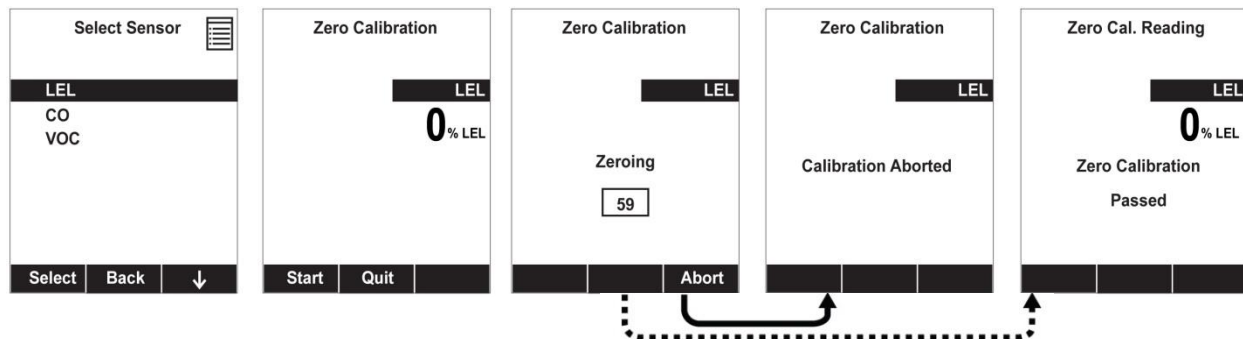 Select Sensor
LEL
CO
VOC
Select Back ↓
Zero Calibration
LEL
0 % LEL
Start Quit
Zero Calibration
LEL
Zeroing
59
Abort
Zero Calibration
LEL
Calibration Aborted
Zero Cal. Reading
LEL
0 % LEL
Zero Calibration
Passed